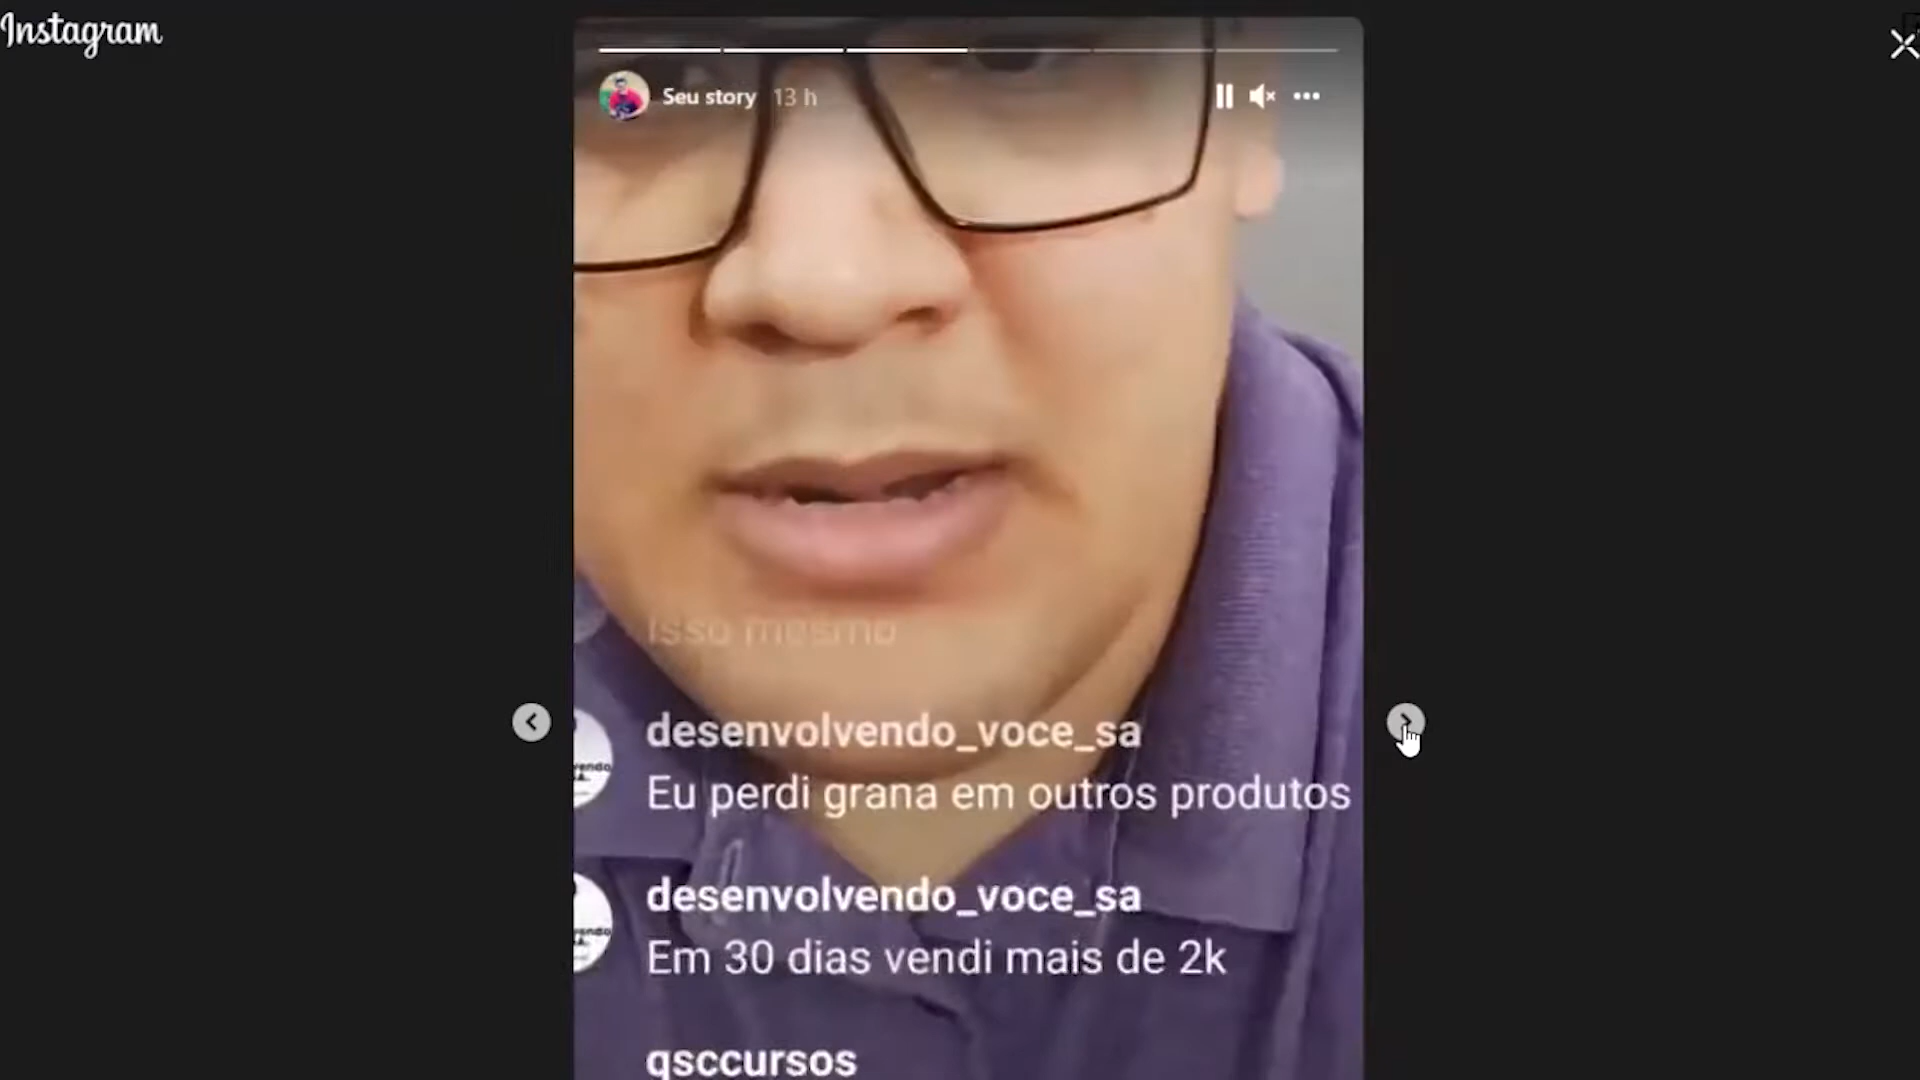 Instagram
Seu story 13 h
Isso mesmo
desenvolvendo_voce_sa
Eu perdi grana em outros produtos
desenvolvendo_voce_sa
Em 30 dias vendi mais de 2k
qsccursos